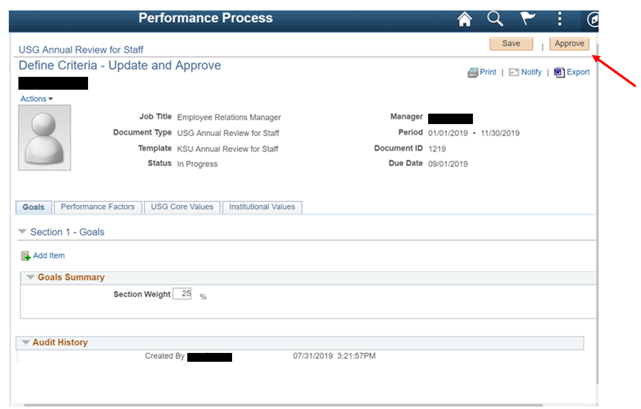 Performance Process
USG Annual Review for Staff
Save | Approve
Define Criteria - Update and Approve
Print | Notify | Export
Actions
Job Title Employee Relations Manager
Manager
Document Type USG Annual Review for Staff
Period 01/01/2019 - 11/30/2019
Template KSU Annual Review for Staff
Document ID 1219
Status In Progress
Due Date 09/01/2019
Goals Performance Factors USG Core Values Institutional Values
Section 1 - Goals
Add Item
Goals Summary
Section Weight 25 %
Audit History
Created By 07/31/2019 3:21:57PM